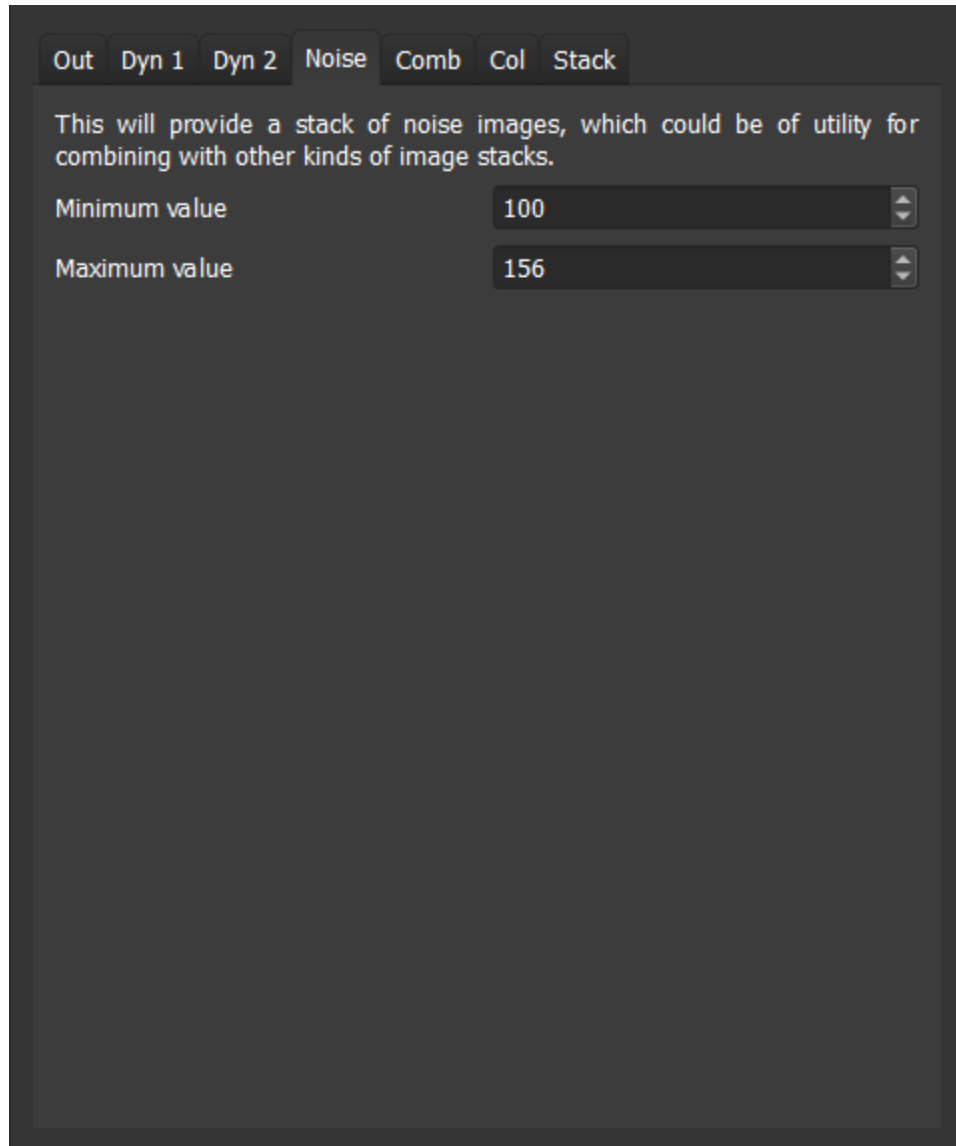 Out Dyn 1 Dyn 2 Noise Comb Col Stack
This will provide a stack of noise images, which could be of utility for
combining with other kinds of image stacks.
Minimum value 100
Maximum value 156